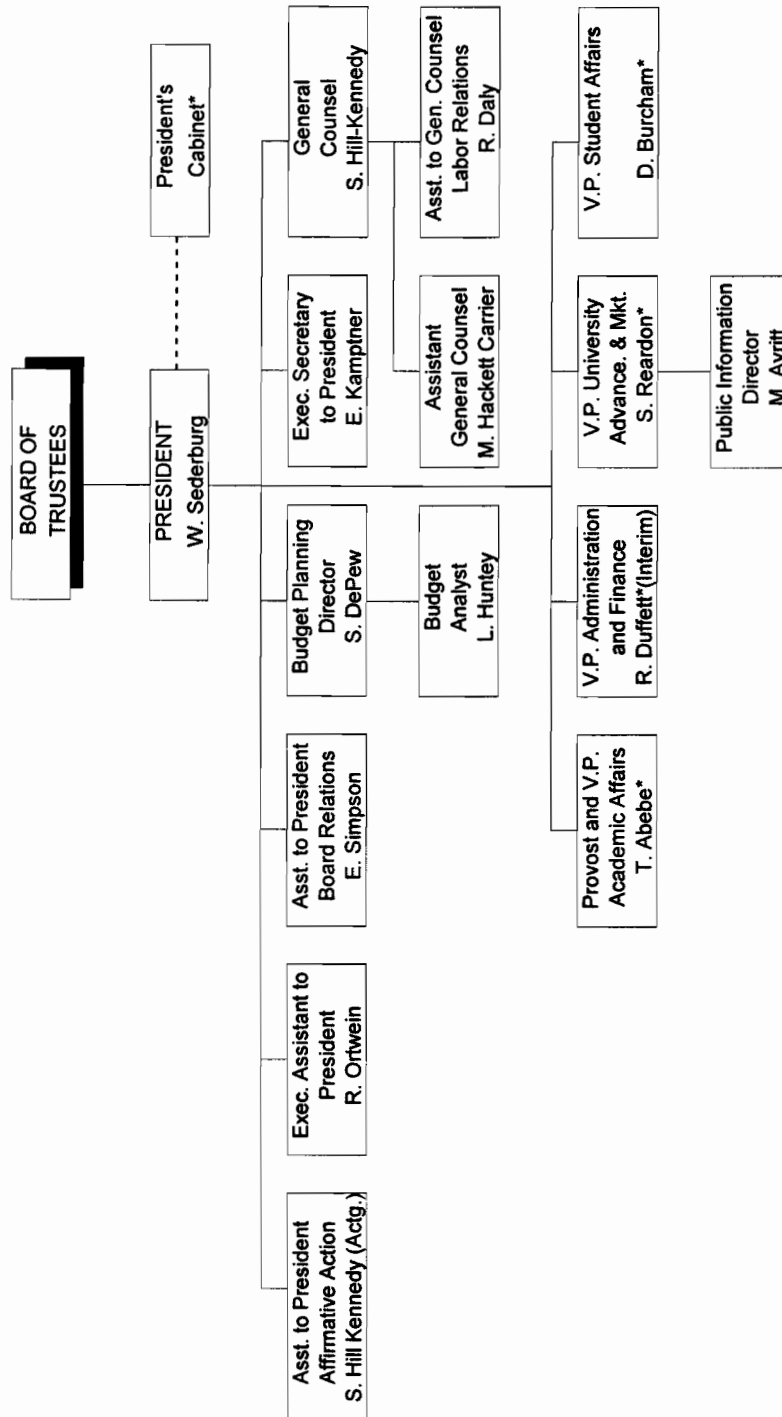 BOARD OF
TRUSTEES
PRESIDENT
W. Sederburg
President's
Cabinet*
Asst. to President
Affirmative Action
S. Hill Kennedy (Actg.)
Exec. Assistant to
President
R. Ortwein
Asst. to President
Board Relations
E. Simpson
Budget Planning
Director
S. DePew
Exec. Secretary
to President
E. Kamptner
General
Counsel
S. Hill-Kennedy
Budget
Analyst
L. Huntey
Assistant
General Counsel
M. Hackett Carrier
Asst. to Gen. Counsel
Labor Relations
R. Daly
Provost and V.P.
Academic Affairs
T. Abebe*
V.P. Administration
and Finance
R. Duffett*(Interim)
V.P. University
Advance. & Mkt.
S. Reardon*
V.P. Student Affairs
D. Burcham*
Public Information
Director
M.